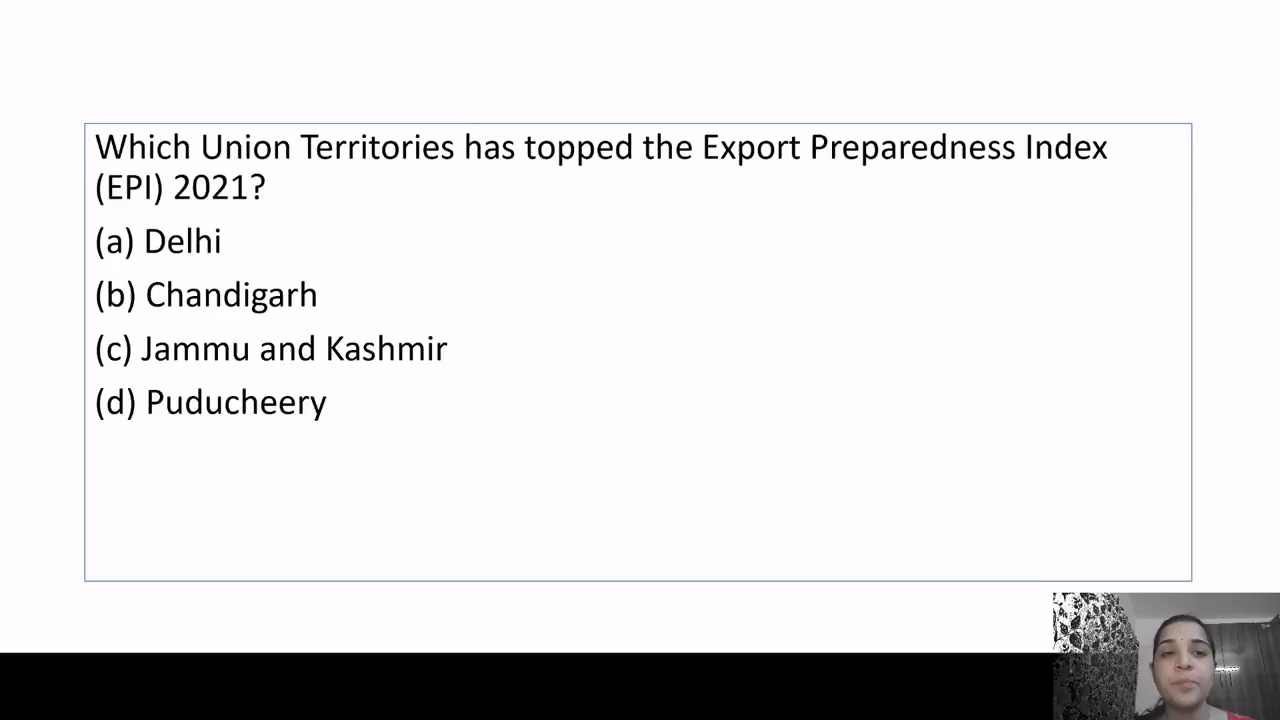 Which Union Territories has topped the Export Preparedness Index
(EPI) 2021?
(a) Delhi
(b) Chandigarh
(c) Jammu and Kashmir
(d) Puducheery